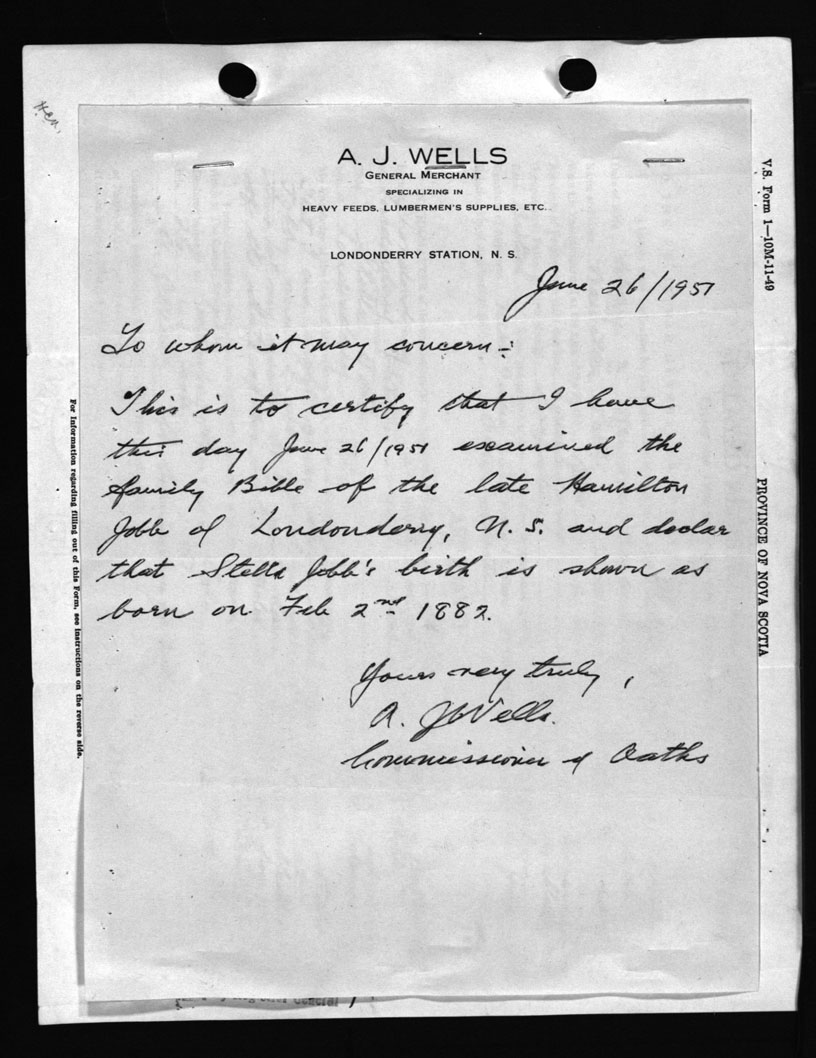 A. J. WELLS
GENERAL MERCHANT
SPECIALIZING IN
HEAVY FEEDS, LUMBERMEN'S SUPPLIES, ETC.
LONDONDERRY STATION, N. S.
June 26/1951
To whom it may concern:
This is to certify that I have
this day June 26/1951 examined the
family Bible of the late Hamilton
Jobb of Londonderry, N. S. and declar
that Stella Jobb's birth is shown as
born on Feb 2nd 1882.
Yours very truly,
A. J. Wells.
Commissioner of Oaths
V.S. Form 1—10M-11-49
PROVINCE OF NOVA SCOTIA
For information regarding filling out of this Form, see instructions on the reverse side.
General